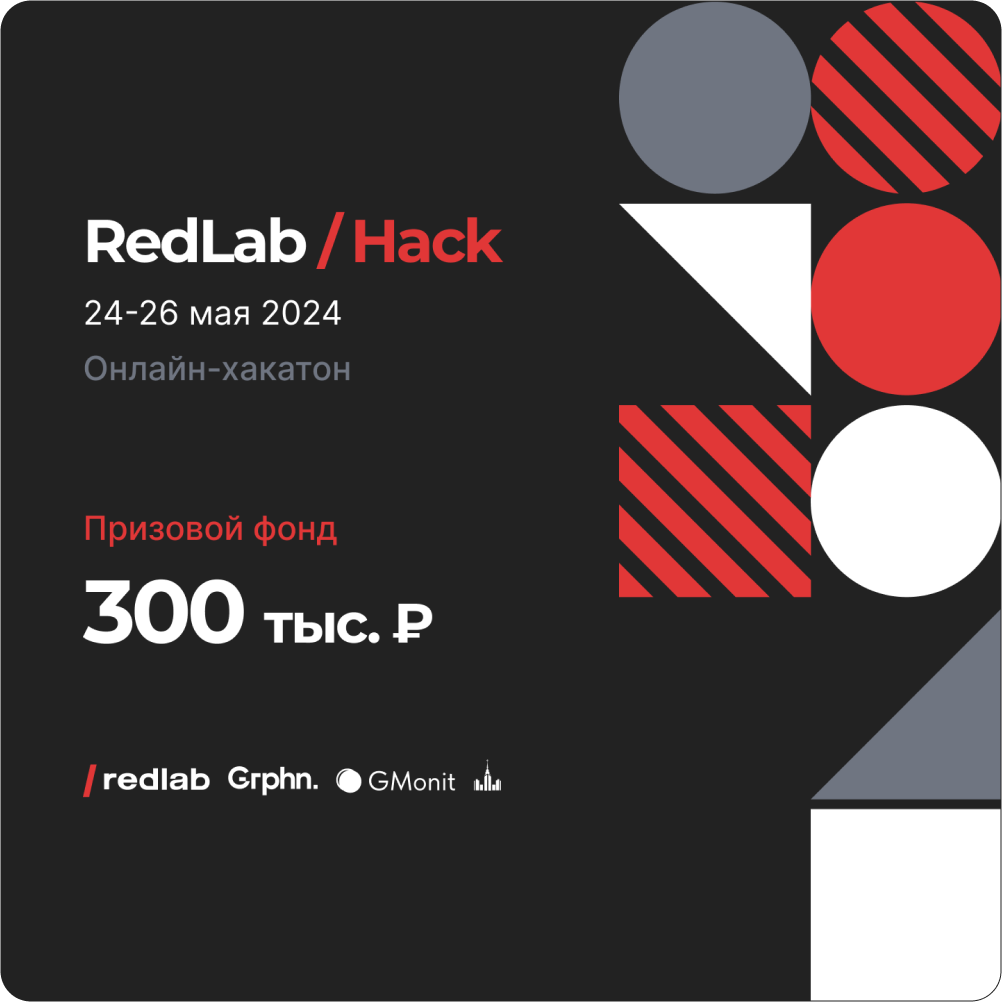 RedLab / Hack
24-26 мая 2024
Онлайн-хакатон
Призовой фонд
300 тыс. ₽
/redlab Grphn. GMonit